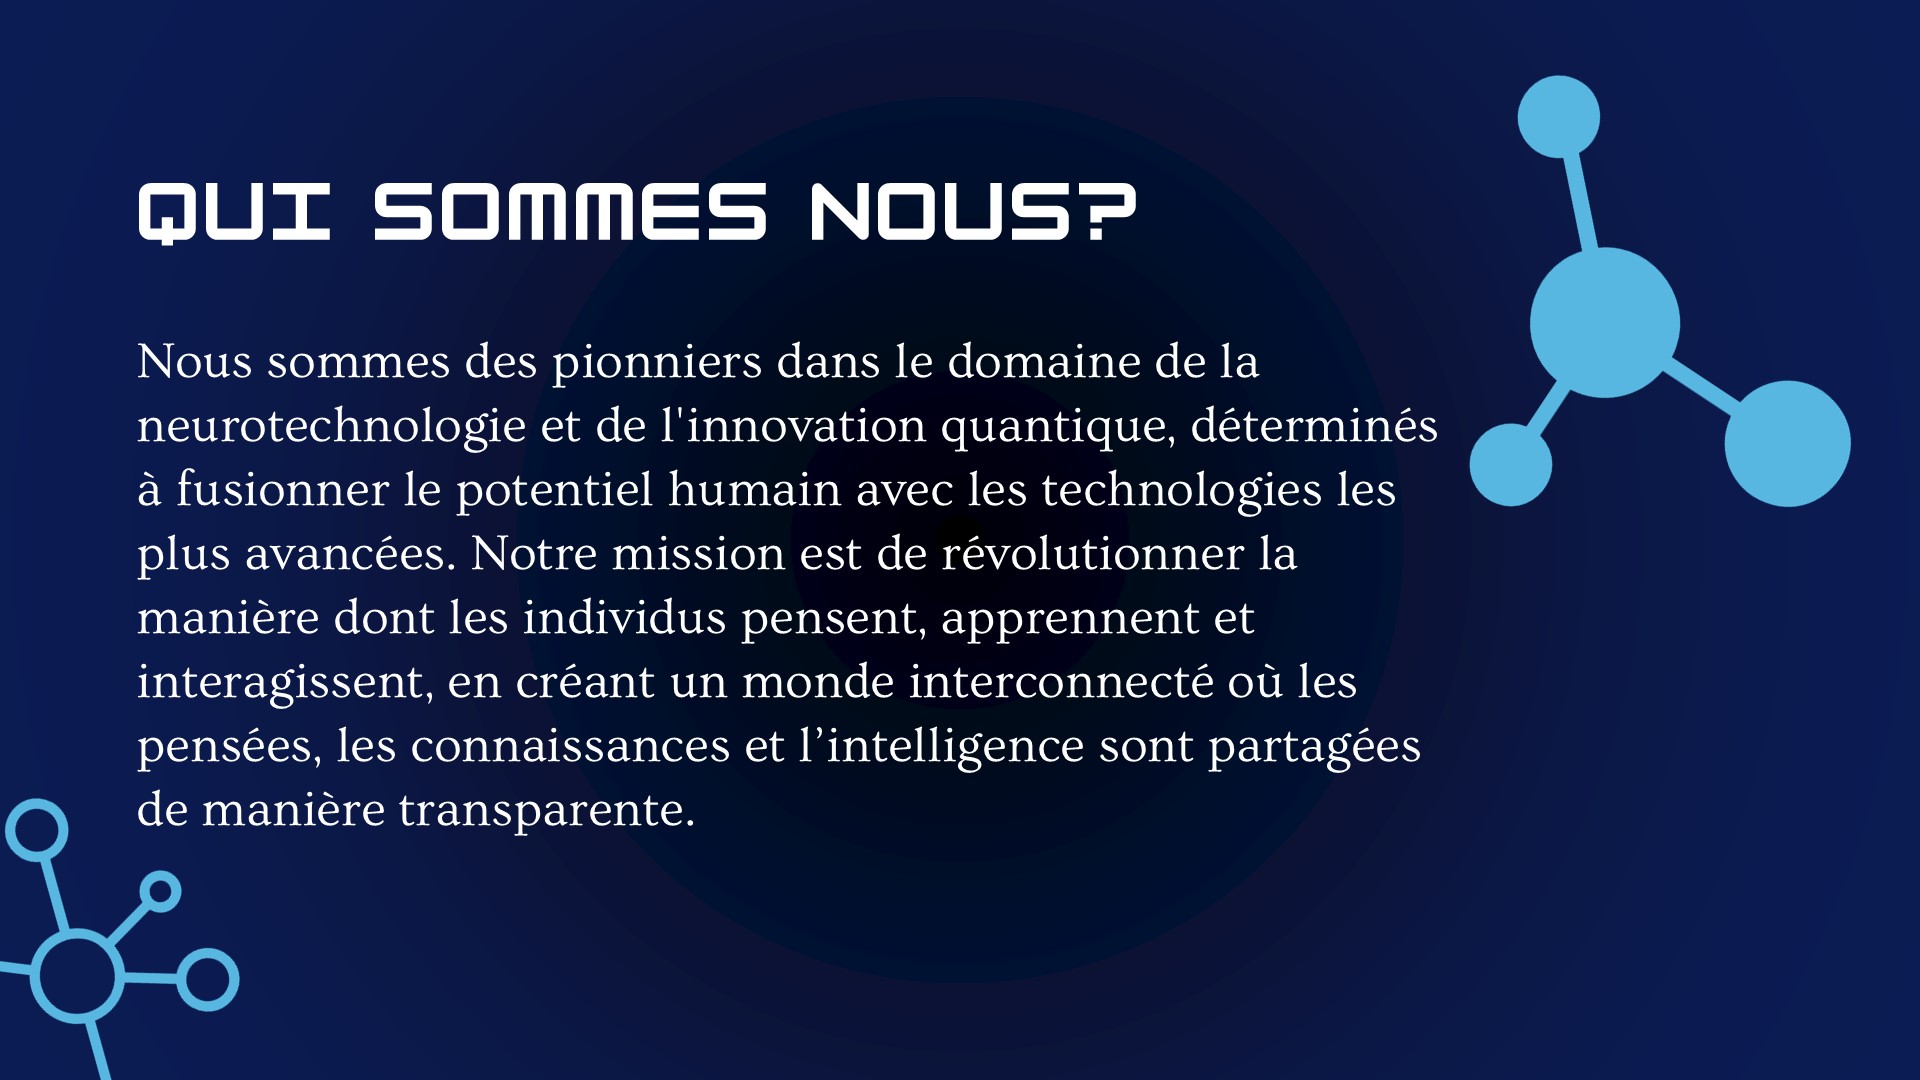 QUI SOMMES NOUS?
Nous sommes des pionniers dans le domaine de la
neurotechnologie et de l'innovation quantique, déterminés
à fusionner le potentiel humain avec les technologies les
plus avancées. Notre mission est de révolutionner la
manière dont les individus pensent, apprennent et
interagissent, en créant un monde interconnecté où les
pensées, les connaissances et l’intelligence sont partagées
de manière transparente.